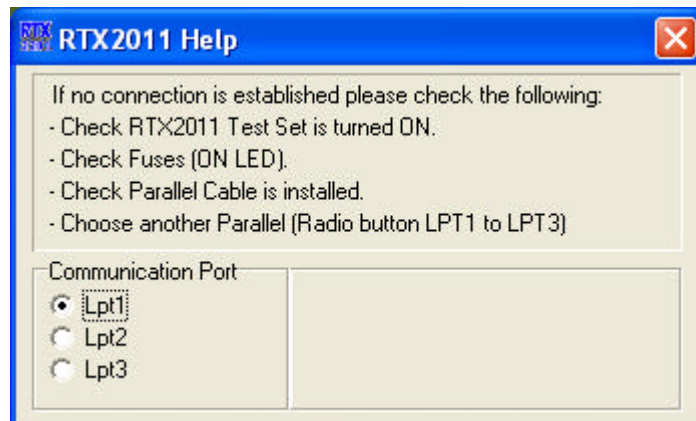 RTX2011 Help
If no connection is established please check the following:
- Check RTX2011 Test Set is turned ON.
- Check Fuses (ON LED).
- Check Parallel Cable is installed.
- Choose another Parallel (Radio button LPT1 to LPT3)
Communication Port
Lpt1
Lpt2
Lpt3